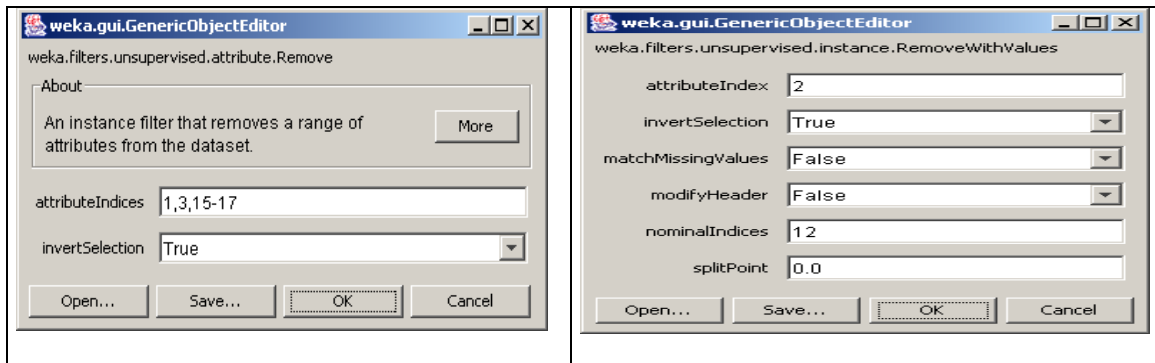 weka.gui.GenericObjectEditor
weka.filters.unsupervised.attribute.Remove
About
An instance filter that removes a range of
attributes from the dataset.
More
attributeIndices 1,3,15-17
invertSelection True
Open... Save... OK Cancel
weka.gui.GenericObjectEditor
weka.filters.unsupervised.instance.RemoveWithValues
attributeIndex 2
invertSelection True
matchMissingValues False
modifyHeader False
nominalIndices 12
splitPoint 0.0
Open... Save... OK Cancel